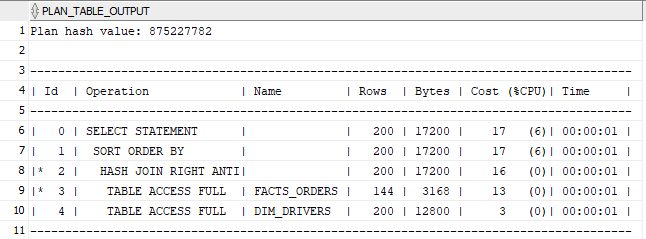 PLAN_TABLE_OUTPUT
1 Plan hash value: 875227782
2
3 --------------------------------------------------------------------------------------
4 | Id | Operation | Name | Rows | Bytes | Cost (%CPU)| Time |
5 --------------------------------------------------------------------------------------
6 | 0 | SELECT STATEMENT | | 200 | 17200 | 17 (6)| 00:00:01 |
7 | 1 | SORT ORDER BY | | 200 | 17200 | 17 (6)| 00:00:01 |
8 |* 2 | HASH JOIN RIGHT ANTI| | 200 | 17200 | 16 (0)| 00:00:01 |
9 |* 3 | TABLE ACCESS FULL | FACTS_ORDERS | 144 | 3168 | 13 (0)| 00:00:01 |
10 | 4 | TABLE ACCESS FULL | DIM_DRIVERS | 200 | 12800 | 3 (0)| 00:00:01 |
11 --------------------------------------------------------------------------------------